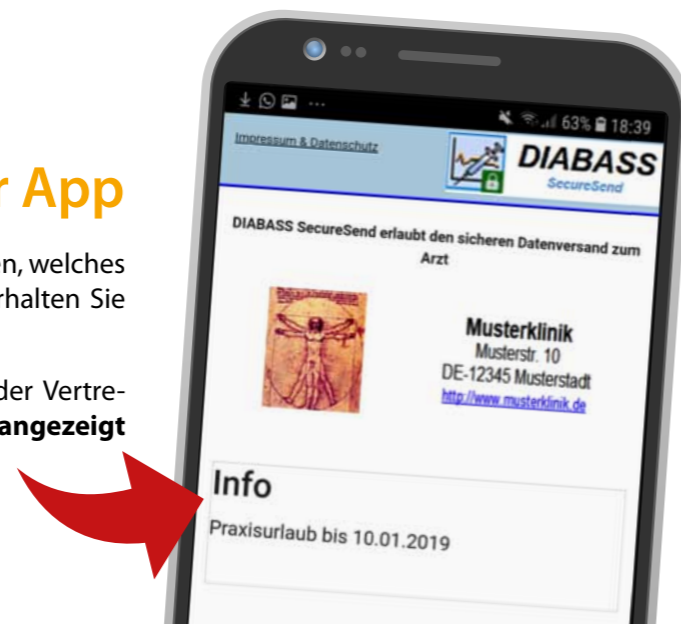 r App
en, welches
rhalten Sie
der Vertre-
angezeigt
63% 18:39
Impressum & Datenschutz
DIABASS
SecureSend
DIABASS SecureSend erlaubt den sicheren Datenversand zum
Arzt
Musterklinik
Musterstr. 10
DE-12345 Musterstadt
http://www.musterklinik.de
Info
Praxisurlaub bis 10.01.2019